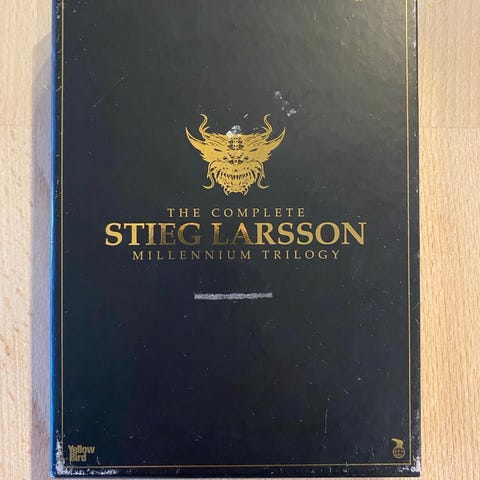 THE COMPLETE
STIEG LARSSON
MILLENNIUM TRILOGY
Yellow
Bird